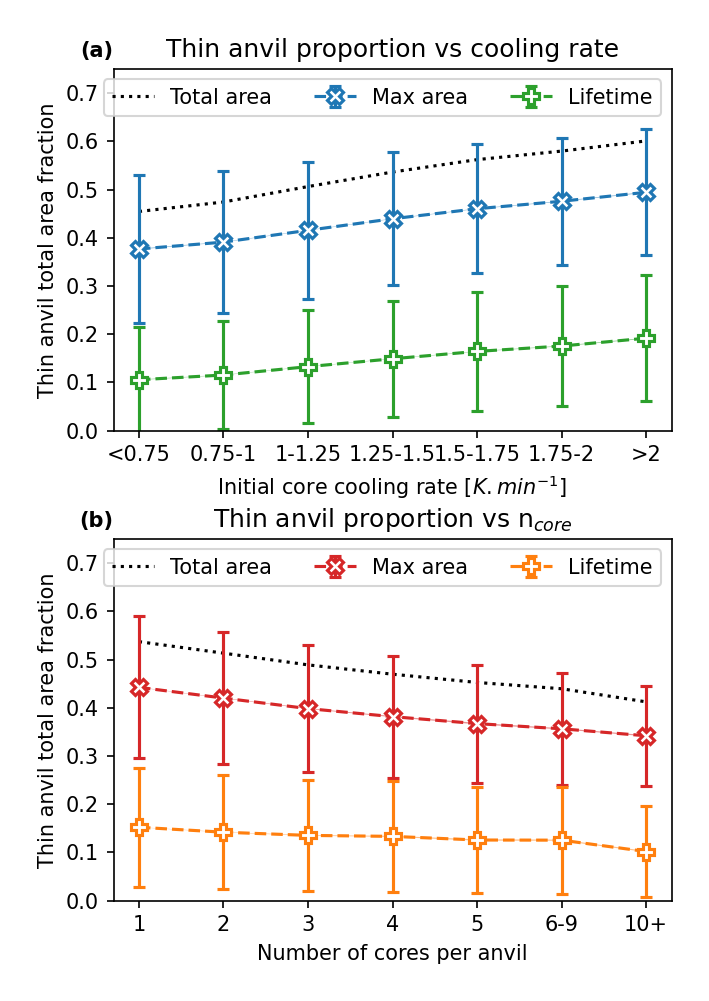 (a) Thin anvil proportion vs cooling rate
Total area Max area Lifetime
Thin anvil total area fraction
0.7
0.6
0.5
0.4
0.3
0.2
0.1
0.0
<0.75 0.75-1 1-1.25 1.25-1.5 1.5-1.75 1.75-2 >2
Initial core cooling rate [K.min⁻¹]
(b) Thin anvil proportion vs n_core
Total area Max area Lifetime
Thin anvil total area fraction
0.7
0.6
0.5
0.4
0.3
0.2
0.1
0.0
1 2 3 4 5 6-9 10+
Number of cores per anvil